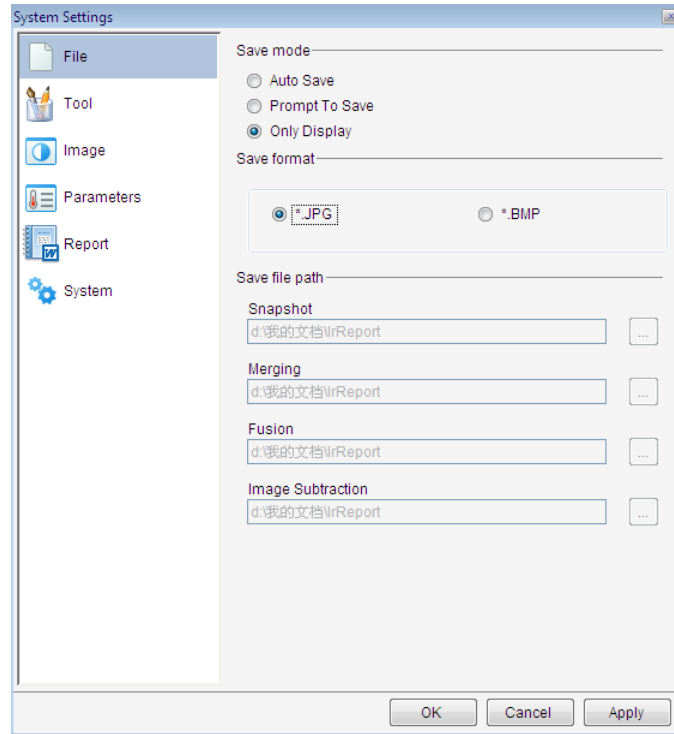 System Settings
File
Tool
Image
Parameters
Report
System
Save mode
Auto Save
Prompt To Save
Only Display
Save format
*.JPG
*.BMP
Save file path
Snapshot
d:\我的文档\IrReport
...
Merging
d:\我的文档\IrReport
...
Fusion
d:\我的文档\IrReport
...
Image Subtraction
d:\我的文档\IrReport
...
OK
Cancel
Apply